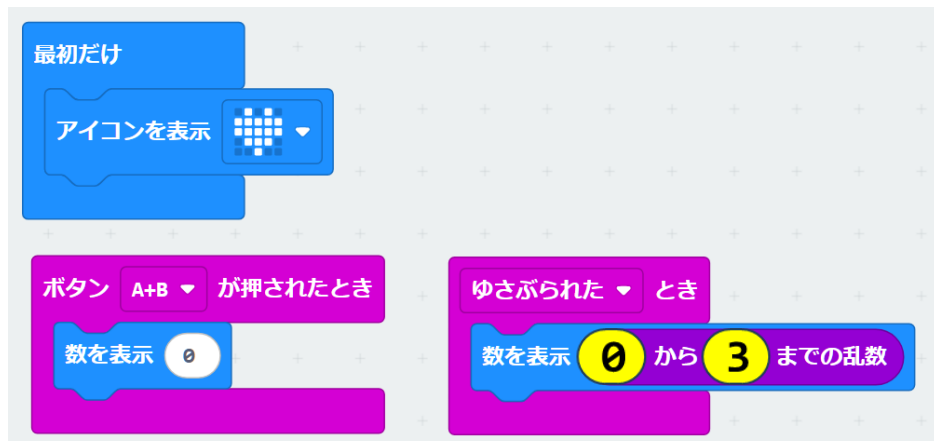 最初だけ
アイコンを表示
ボタン A+B が押されたとき
数を表示 0
ゆさぶられた とき
数を表示 0 から 3 までの乱数